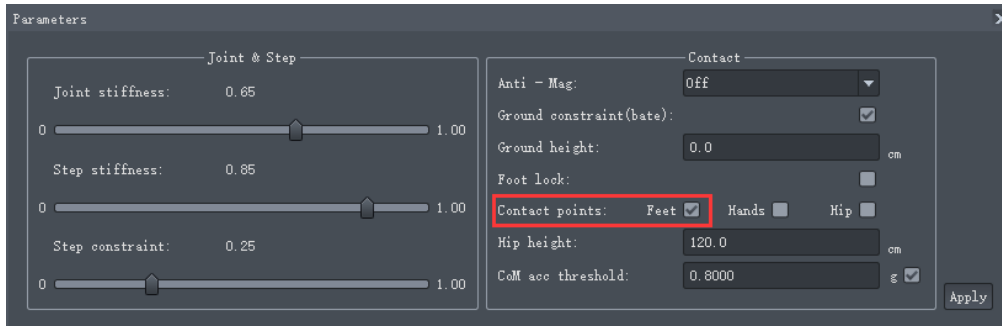 Parameters
Joint & Step
Joint stiffness: 0.65
0 1.00
Step stiffness: 0.85
0 1.00
Step constraint: 0.25
0 1.00
Contact
Anti - Mag: Off
Ground constraint(bate):
Ground height: 0.0 cm
Foot lock:
Contact points: Feet Hands Hip
Hip height: 120.0 cm
CoM acc threshold: 0.8000 g
Apply